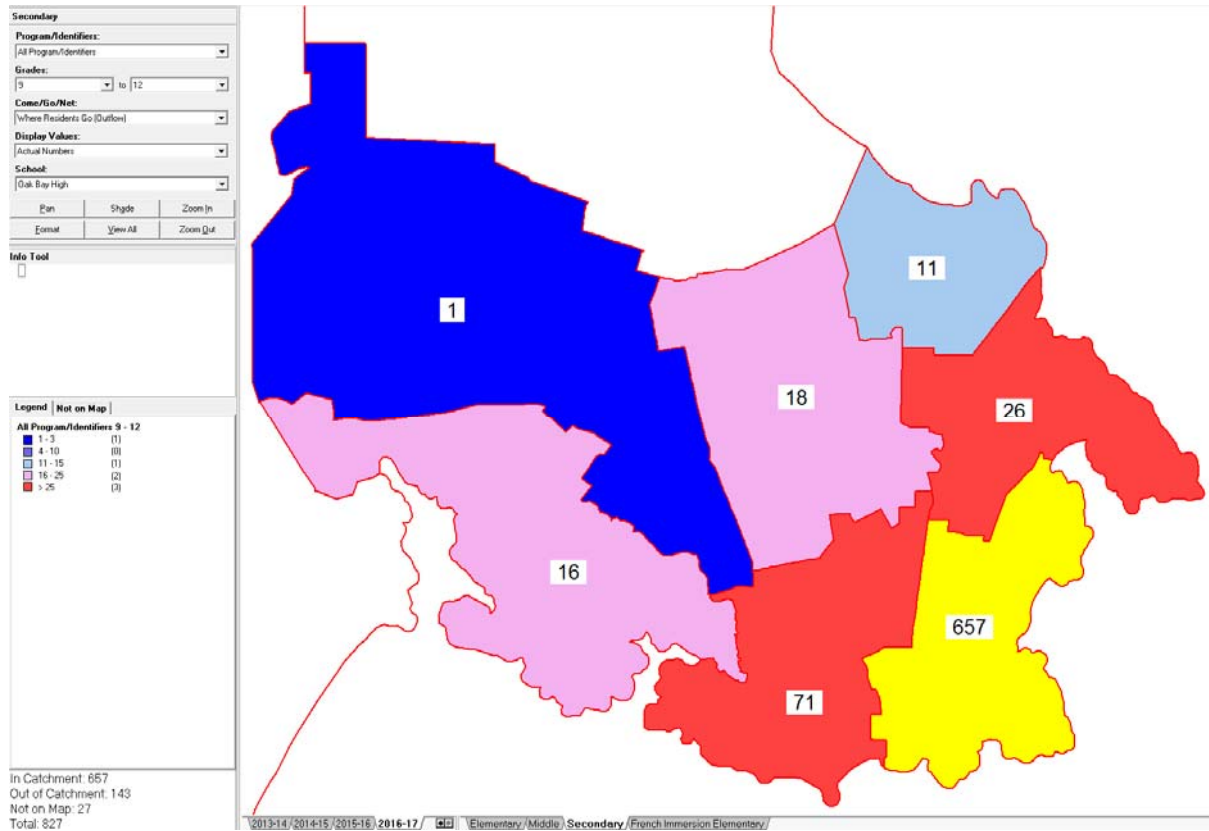 Secondary
Program/Identifiers:
All Program/Identifiers
Grades:
9 to 12
Come/Go/Net:
Where Residents Go (Outflow)
Display Values:
Actual Numbers
School:
Oak Bay High
Pan Shade Zoom In
Format View All Zoom Out
Info Tool
Legend Not on Map
All Program/Identifiers 9 - 12
1 - 3 (1)
4 - 10 (0)
11 - 15 (1)
16 - 25 (2)
> 25 (3)
In Catchment: 657
Out of Catchment: 143
Not on Map: 27
Total: 827
11
1
18
26
16
657
71
2013-14 2014-15 2015-16 2016-17 Elementary Middle Secondary French Immersion Elementary